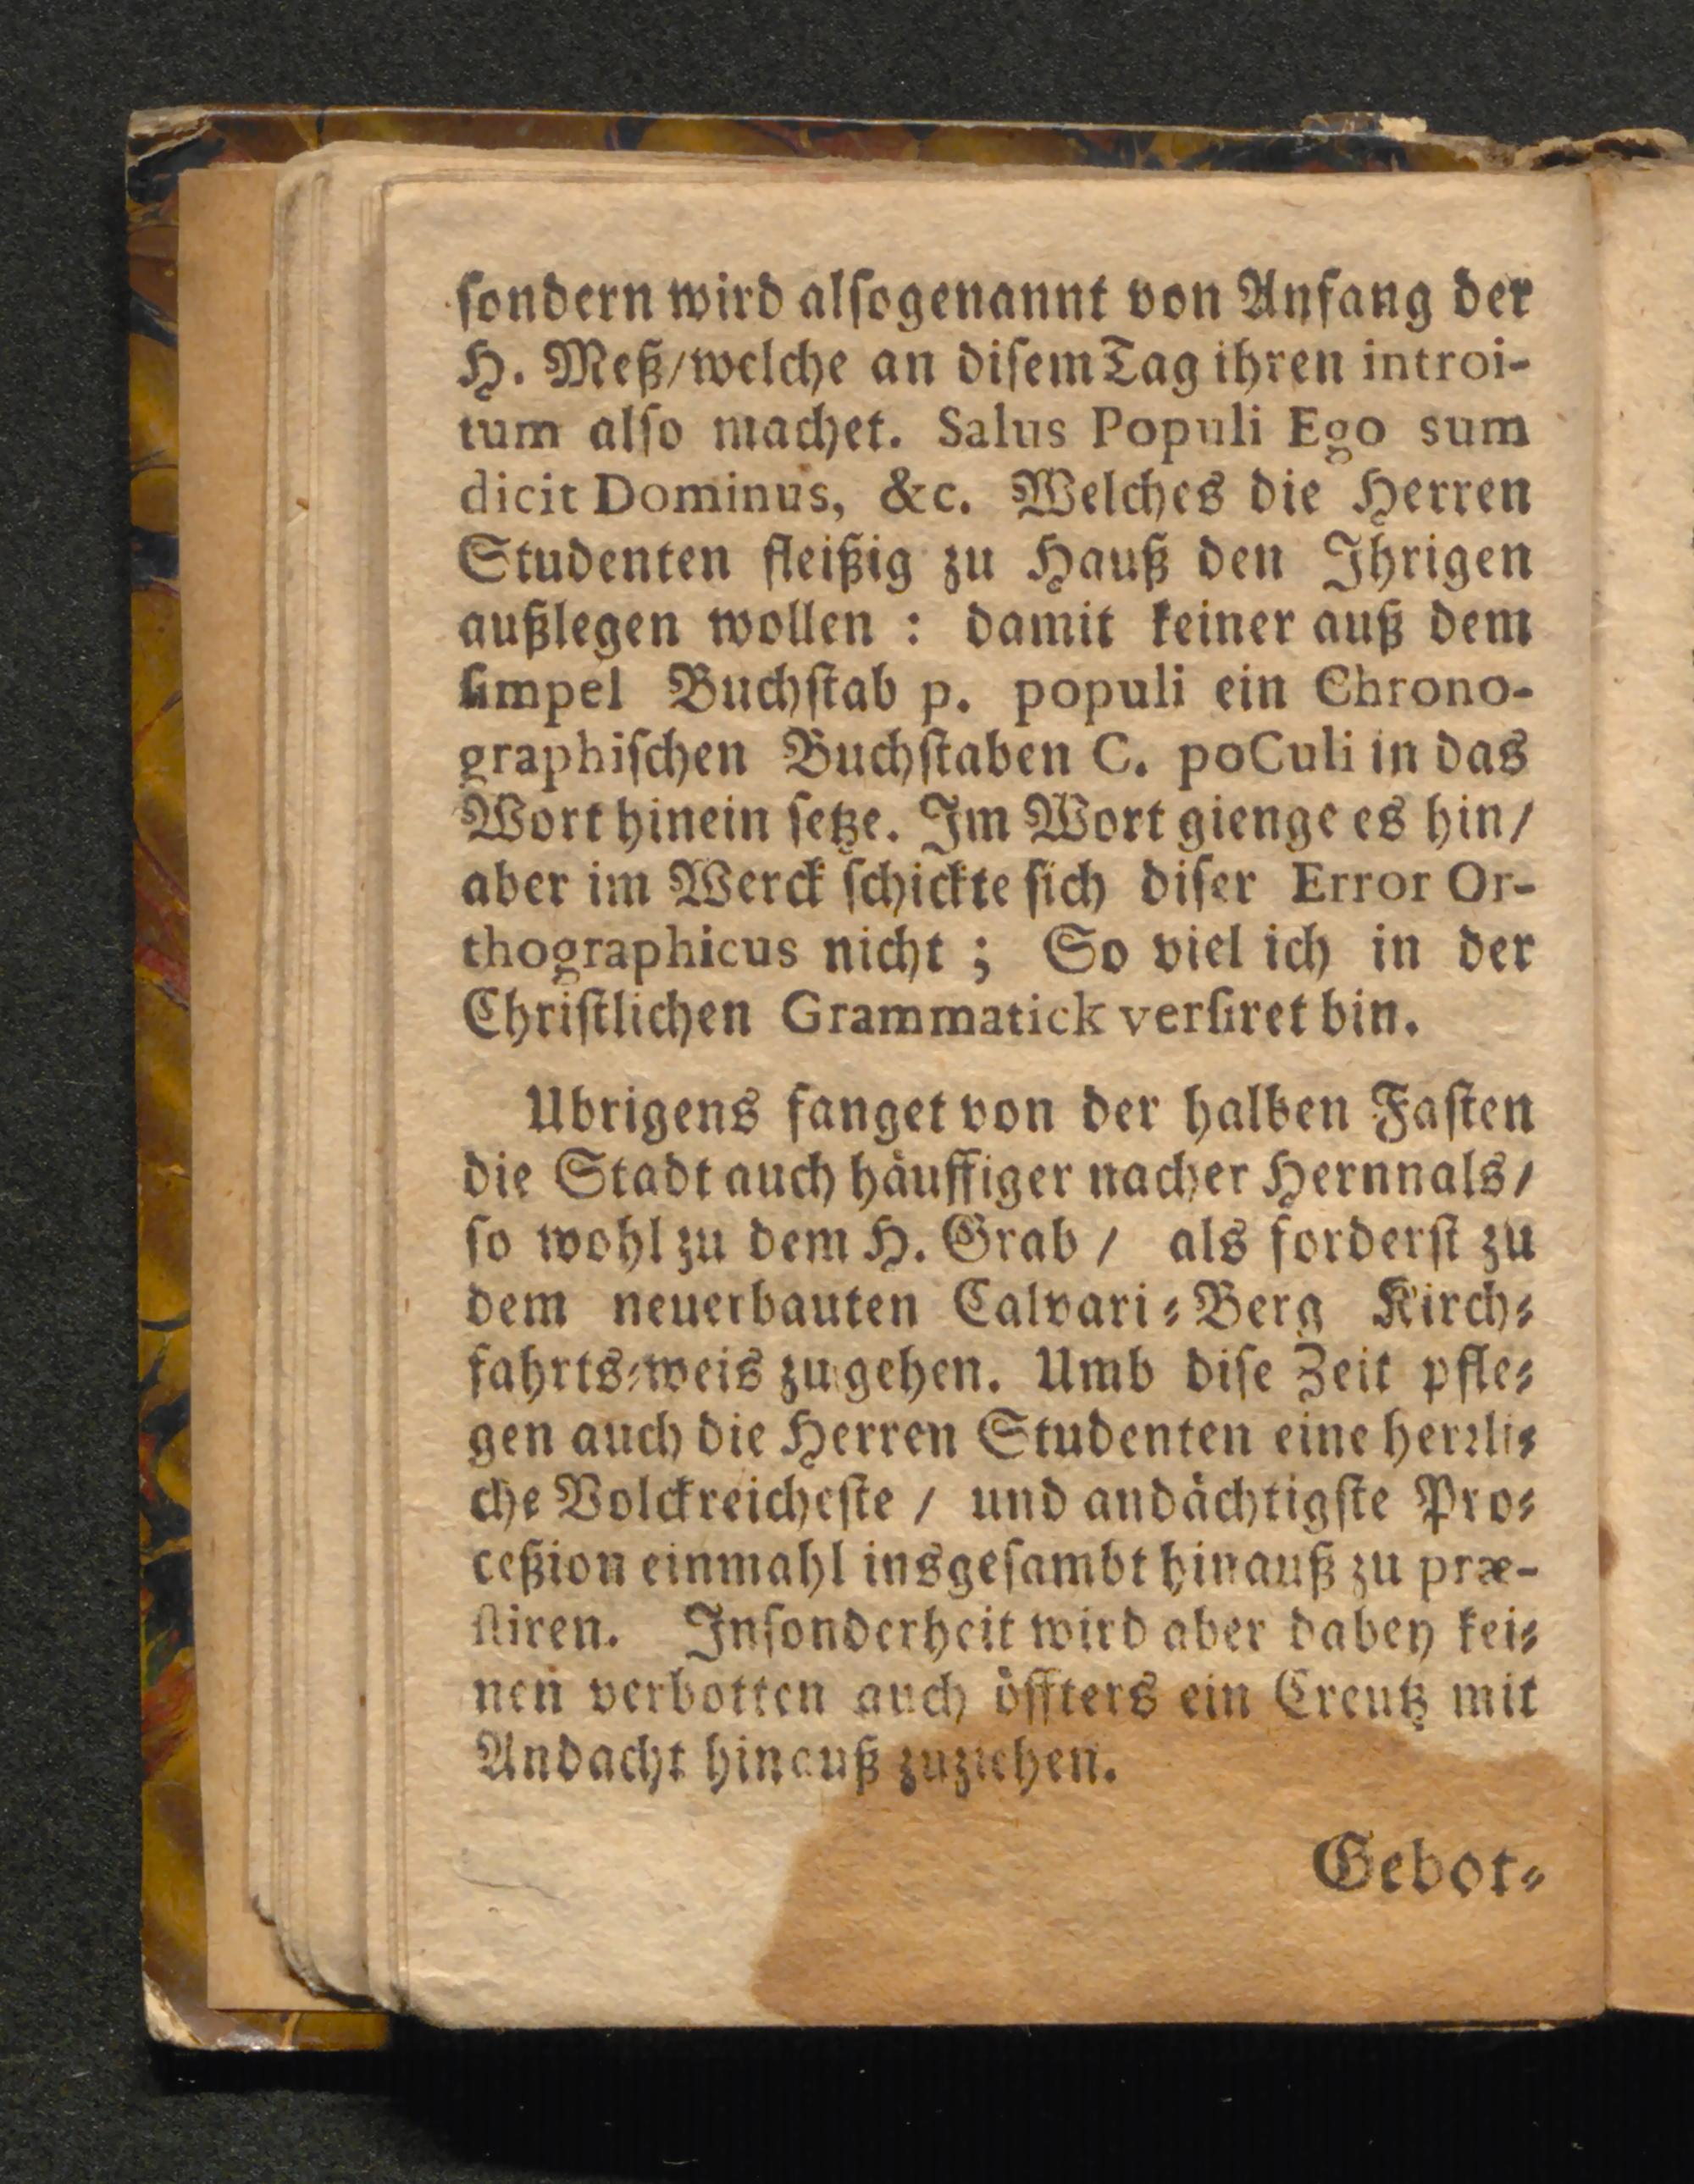 ſondern wird alſogenannt von Anfang der
H. Meß/welche an diſem Tag ihren introi-
tum alſo machet. Salus Populi Ego sum
dicit Dominus, &c. Welches die Herren
Studenten fleißig zu Hauß den Ihrigen
außlegen wollen : damit keiner auß dem
ſimpel Buchſtab p. populi ein Chrono-
graphiſchen Buchſtaben C. poCuli in das
Wort hinein ſetze. Im Wort gienge es hin/
aber im Werck ſchickte ſich diſer Error Or-
thographicus nicht ; So viel ich in der
Chriſtlichen Grammatick verſiret bin.
Ubrigens fanget von der halben Faſten
die Stadt auch häuffiger nacher Hernnals/
ſo wohl zu dem H. Grab / als forderſt zu
dem neuerbauten Calvari⸗Berg Kirch⸗
fahrts⸗weis zugehen. Umb diſe Zeit pfle⸗
gen auch die Herren Studenten eine herꝛli⸗
che Volckreicheſte / und andächtigſte Pro⸗
ceßion einmahl insgeſambt hinauß zu præ-
ſtiren. Inſonderheit wird aber dabey kei⸗
nen verbotten auch öffters ein Creutz mit
Andacht hinauß zuziehen.
Gebot⸗